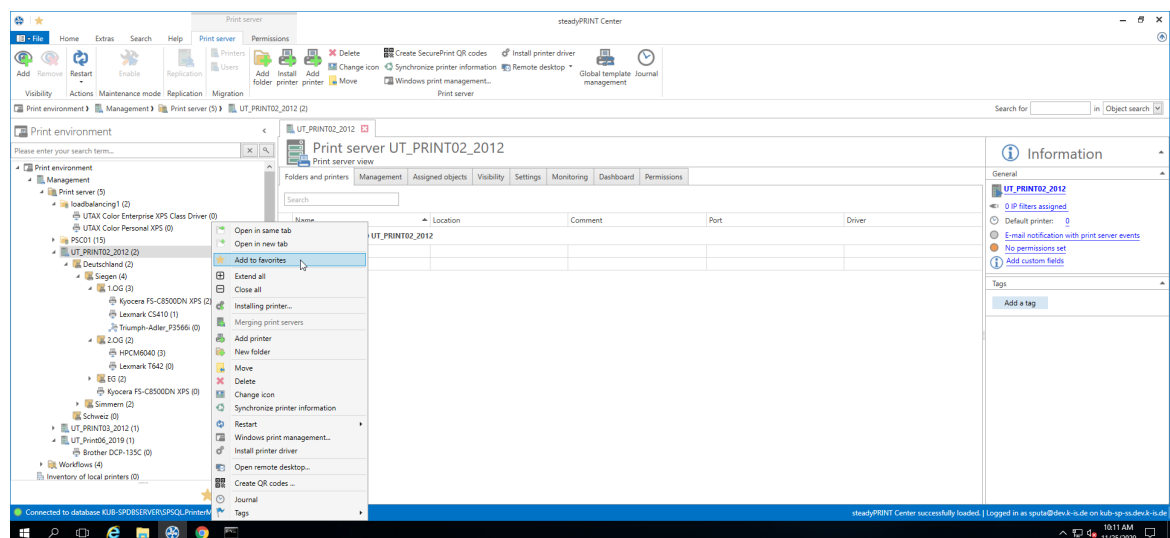 Print server
steadyPRINT Center
File Home Extras Search Help Print server Permissions
Add Remove Restart Enable Replication Printers Users Add folder Install printer Add printer Delete Change icon Move Create SecurePrint QR codes Synchronize printer information Windows print management... Install printer driver Remote desktop Global template management Journal
Visibility Actions Maintenance mode Replication Migration Print server
Print environment Management Print server (5) UT_PRINT02_2012 (2)
Search for in Object search
Print environment
Please enter your search term...
Print environment
Management
Print server (5)
loadbalancing1 (2)
UTAX Color Enterprise XPS Class Driver (0)
UTAX Color Personal XPS (0)
PSC01 (15)
UT_PRINT02_2012 (2)
Deutschland (2)
Siegen (4)
1.OG (3)
Kyocera FS-C8500DN XPS (2)
Lexmark CS410 (1)
Triumph-Adler_P3566i (0)
2.OG (2)
HPCM6040 (3)
Lexmark T642 (0)
EG (2)
Kyocera FS-C8500DN XPS (0)
Simmern (2)
Schweiz (0)
UT_PRINT03_2012 (1)
UT_Print06_2019 (1)
Brother DCP-135C (0)
Workflows (4)
Inventory of local printers (0)
Open in same tab
Open in new tab
Add to favorites
Extend all
Close all
Installing printer...
Merging print servers
Add printer
New folder
Move
Delete
Change icon
Synchronize printer information
Restart
Windows print management...
Install printer driver
Open remote desktop...
Create QR codes ...
Journal
Tags
UT_PRINT02_2012
Print server UT_PRINT02_2012
Print server view
Folders and printers Management Assigned objects Visibility Settings Monitoring Dashboard Permissions
Search
Name Location Comment Port Driver
UT_PRINT02_2012
Information
General
UT_PRINT02_2012
0 IP filters assigned
Default printer: 0
E-mail notification with print server events
No permissions set
Add custom fields
Tags
Add a tag
Connected to database KUB-SPDBSERVER\SPSQL.PrinterM
steadyPRINT Center successfully loaded. | Logged in as sputa@dev.k-is.de on kub-sp-ss.dev.k-is.de
10:11 AM
11/25/2020